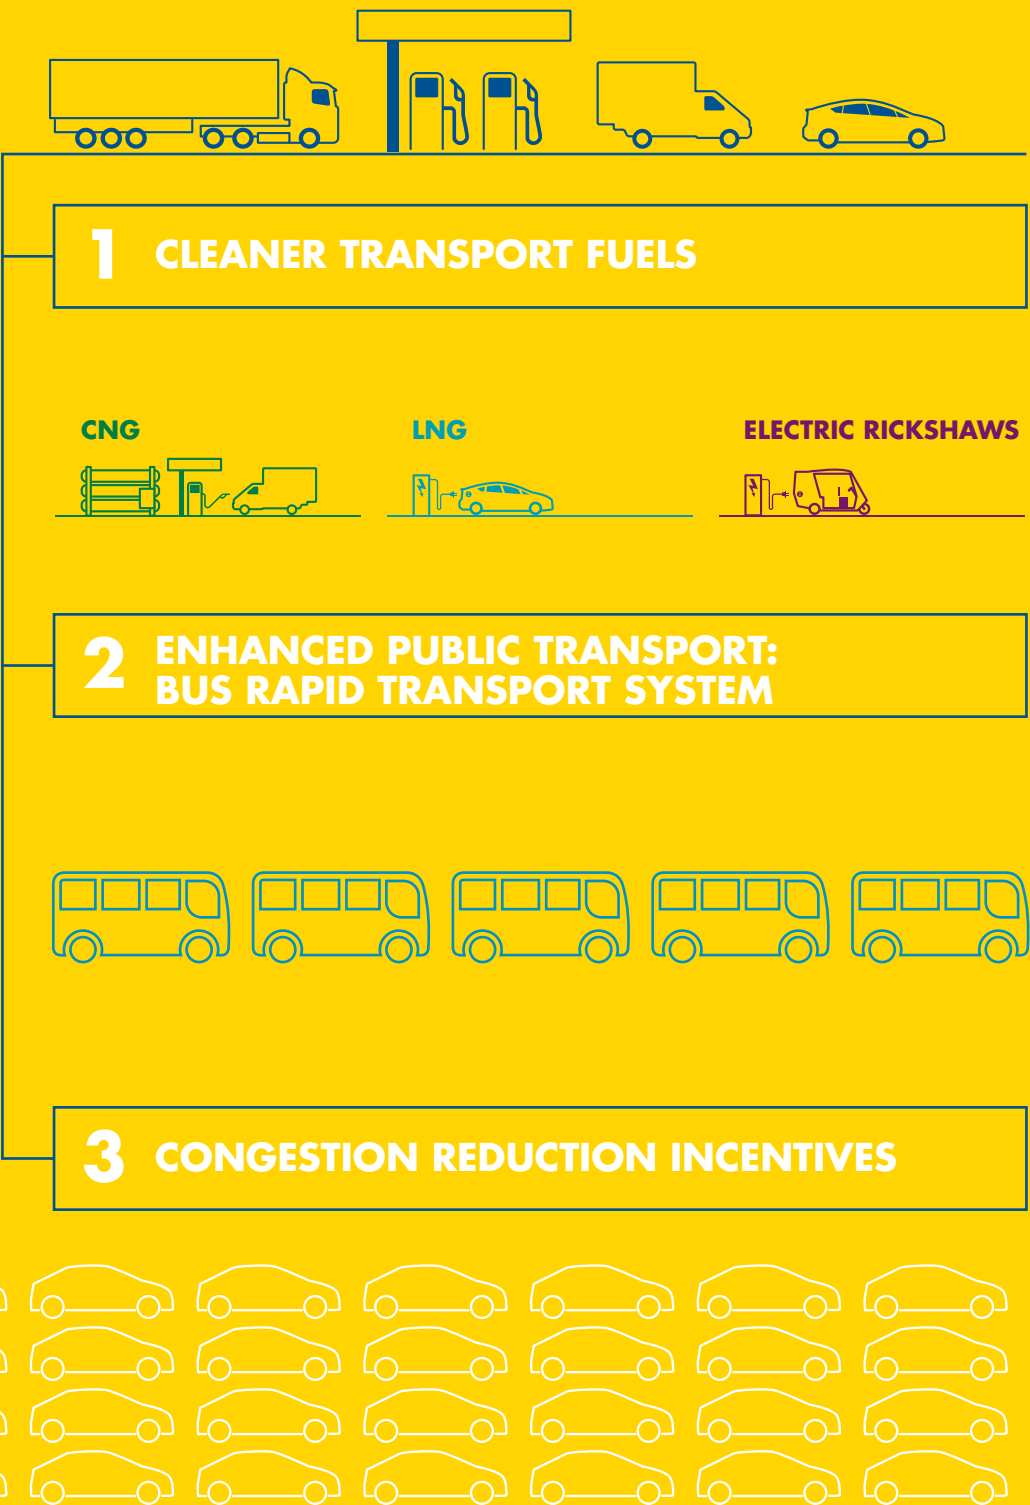 1 CLEANER TRANSPORT FUELS
CNG
LNG
ELECTRIC RICKSHAWS
2 ENHANCED PUBLIC TRANSPORT:
BUS RAPID TRANSPORT SYSTEM
3 CONGESTION REDUCTION INCENTIVES